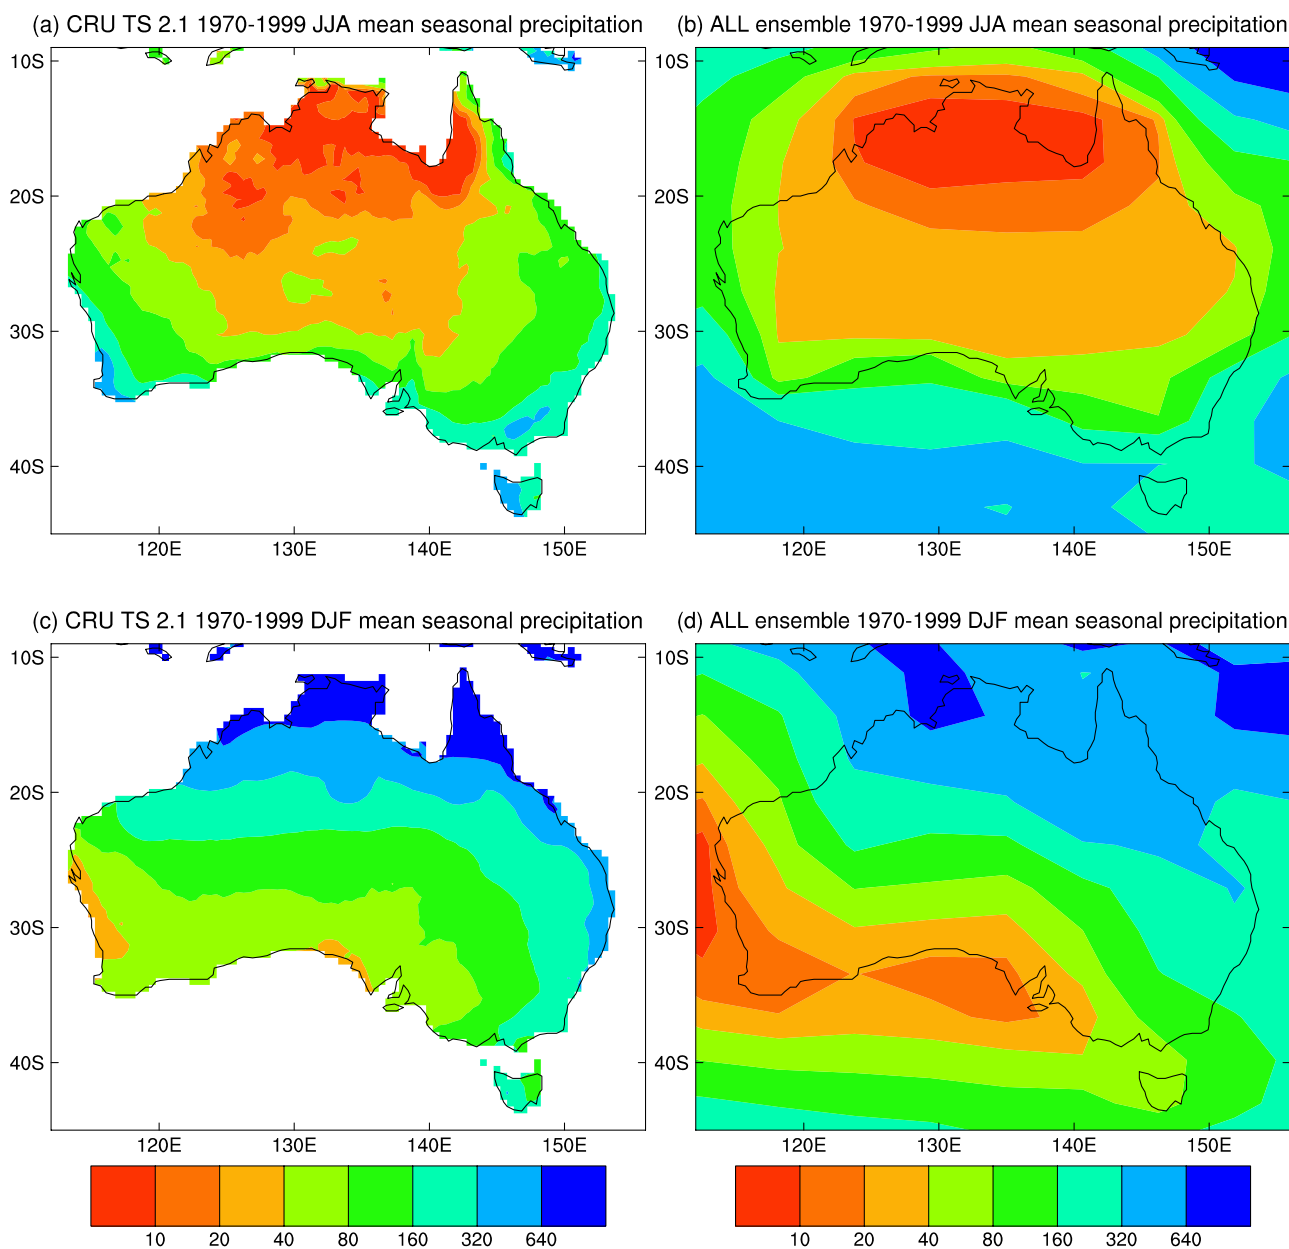 (a) CRU TS 2.1 1970-1999 JJA mean seasonal precipitation
(b) ALL ensemble 1970-1999 JJA mean seasonal precipitation
10S
10S
20S
20S
30S
30S
40S
40S
120E 130E 140E 150E
120E 130E 140E 150E
(c) CRU TS 2.1 1970-1999 DJF mean seasonal precipitation
(d) ALL ensemble 1970-1999 DJF mean seasonal precipitation
10S
10S
20S
20S
30S
30S
40S
40S
120E 130E 140E 150E
120E 130E 140E 150E
10 20 40 80 160 320 640
10 20 40 80 160 320 640